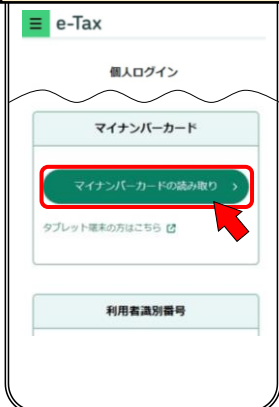 e-Tax
個人ログイン
マイナンバーカード
マイナンバーカードの読み取り
タブレット端末の方はこちら
利用者識別番号